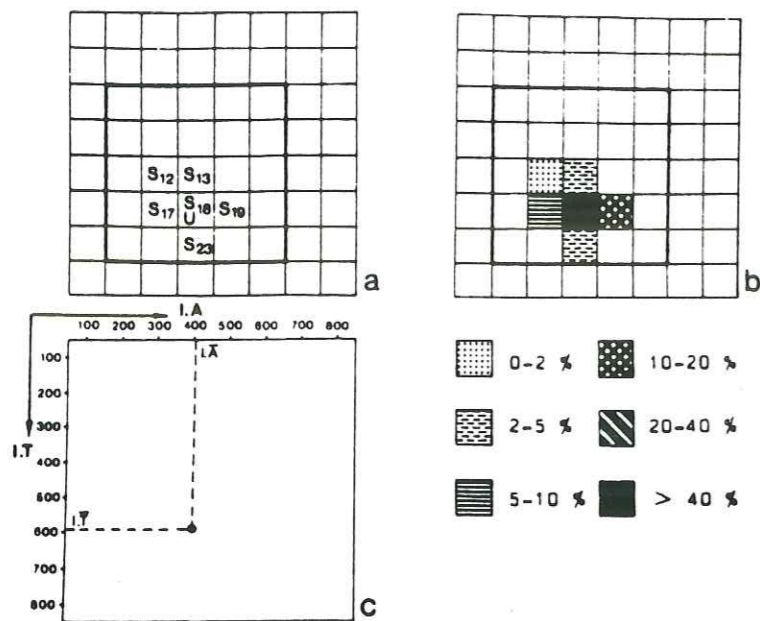 S12 S13
S17 S18 S19
U
S23
a
b
I.A
100 200 300 400 500 600 700 800
I.Ā
100
200
300
400
500
600
700
800
I.T
I.T̄
c
0-2 %
10-20 %
2-5 %
20-40 %
5-10 %
> 40 %